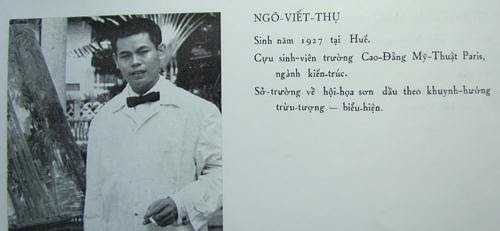 NGÔ-VIẾT-THỤ
Sinh năm 1927 tại Huế.
Cựu sinh-viên trường Cao-Đẳng Mỹ-Thuật Paris,
ngành kiến-trúc.
Sở-trường về hội-họa sơn dầu theo khuynh-hướng
trừu-tượng — biểu-hiện.